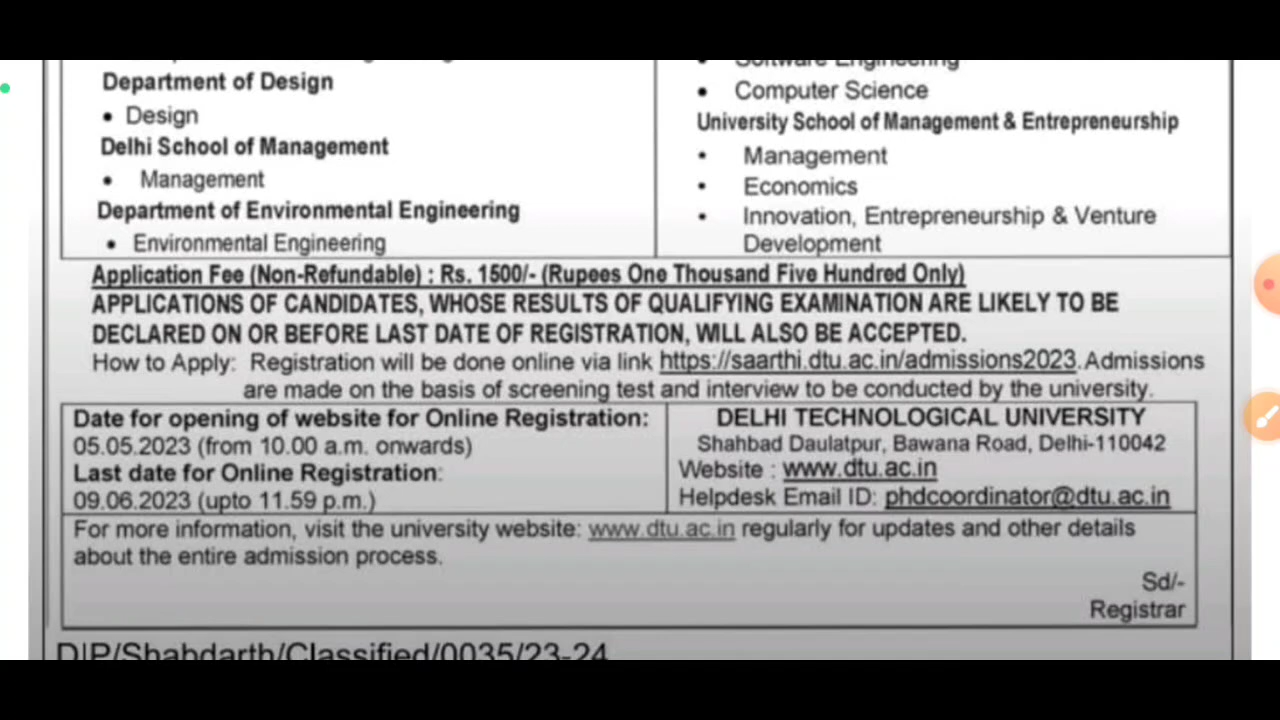 Department of Design
• Design
Delhi School of Management
• Management
Department of Environmental Engineering
• Environmental Engineering
• Software Engineering
• Computer Science
University School of Management & Entrepreneurship
• Management
• Economics
• Innovation, Entrepreneurship & Venture
Development
Application Fee (Non-Refundable) : Rs. 1500/- (Rupees One Thousand Five Hundred Only)
APPLICATIONS OF CANDIDATES, WHOSE RESULTS OF QUALIFYING EXAMINATION ARE LIKELY TO BE
DECLARED ON OR BEFORE LAST DATE OF REGISTRATION, WILL ALSO BE ACCEPTED.
How to Apply: Registration will be done online via link https://saarthi.dtu.ac.in/admissions2023. Admissions
are made on the basis of screening test and interview to be conducted by the university.
Date for opening of website for Online Registration:
05.05.2023 (from 10.00 a.m. onwards)
Last date for Online Registration:
09.06.2023 (upto 11.59 p.m.)
DELHI TECHNOLOGICAL UNIVERSITY
Shahbad Daulatpur, Bawana Road, Delhi-110042
Website : www.dtu.ac.in
Helpdesk Email ID: phdcoordinator@dtu.ac.in
For more information, visit the university website: www.dtu.ac.in regularly for updates and other details
about the entire admission process.
Sd/-
Registrar
DIP/Shabdarth/Classified/0035/23-24